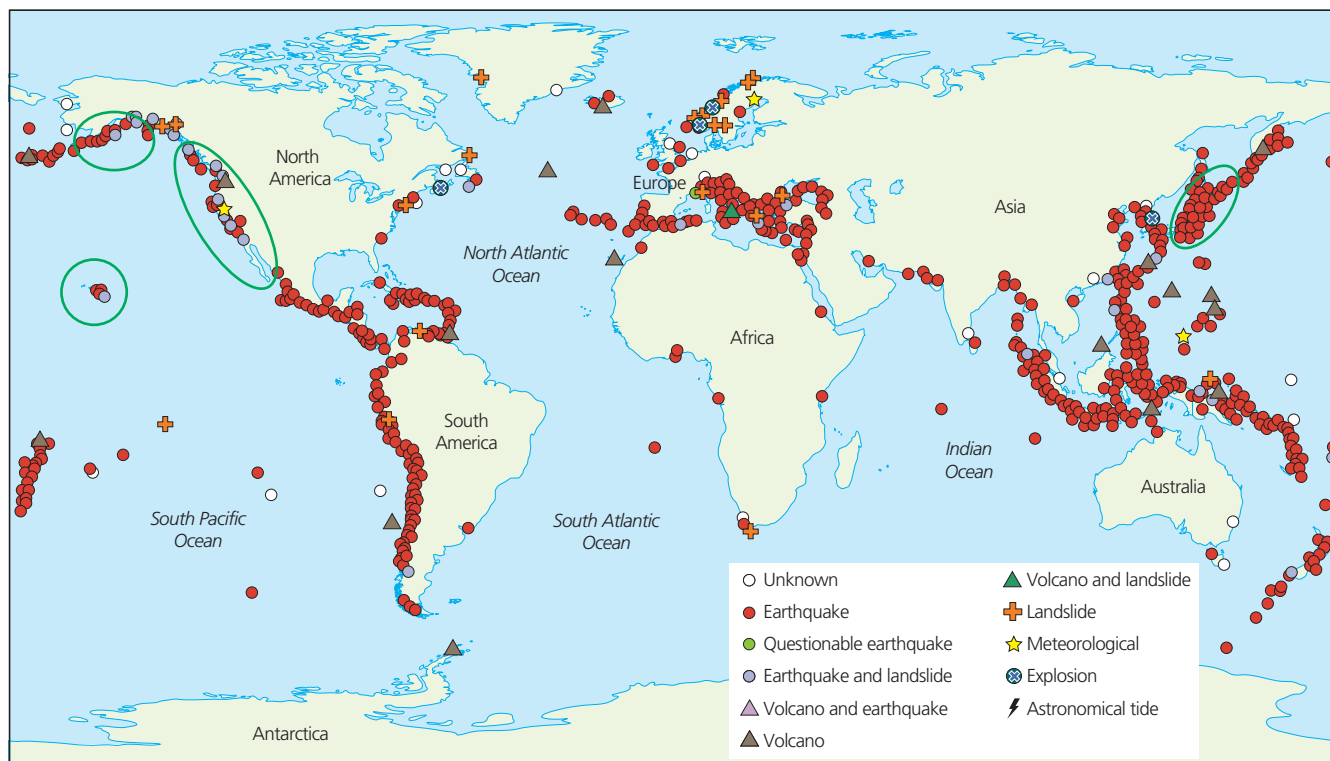 North
America
Europe
Asia
North Atlantic
Ocean
Africa
South
America
Indian
Ocean
Australia
South Pacific
Ocean
South Atlantic
Ocean
Antarctica
Unknown
Earthquake
Questionable earthquake
Earthquake and landslide
Volcano and earthquake
Volcano
Volcano and landslide
Landslide
Meteorological
Explosion
Astronomical tide